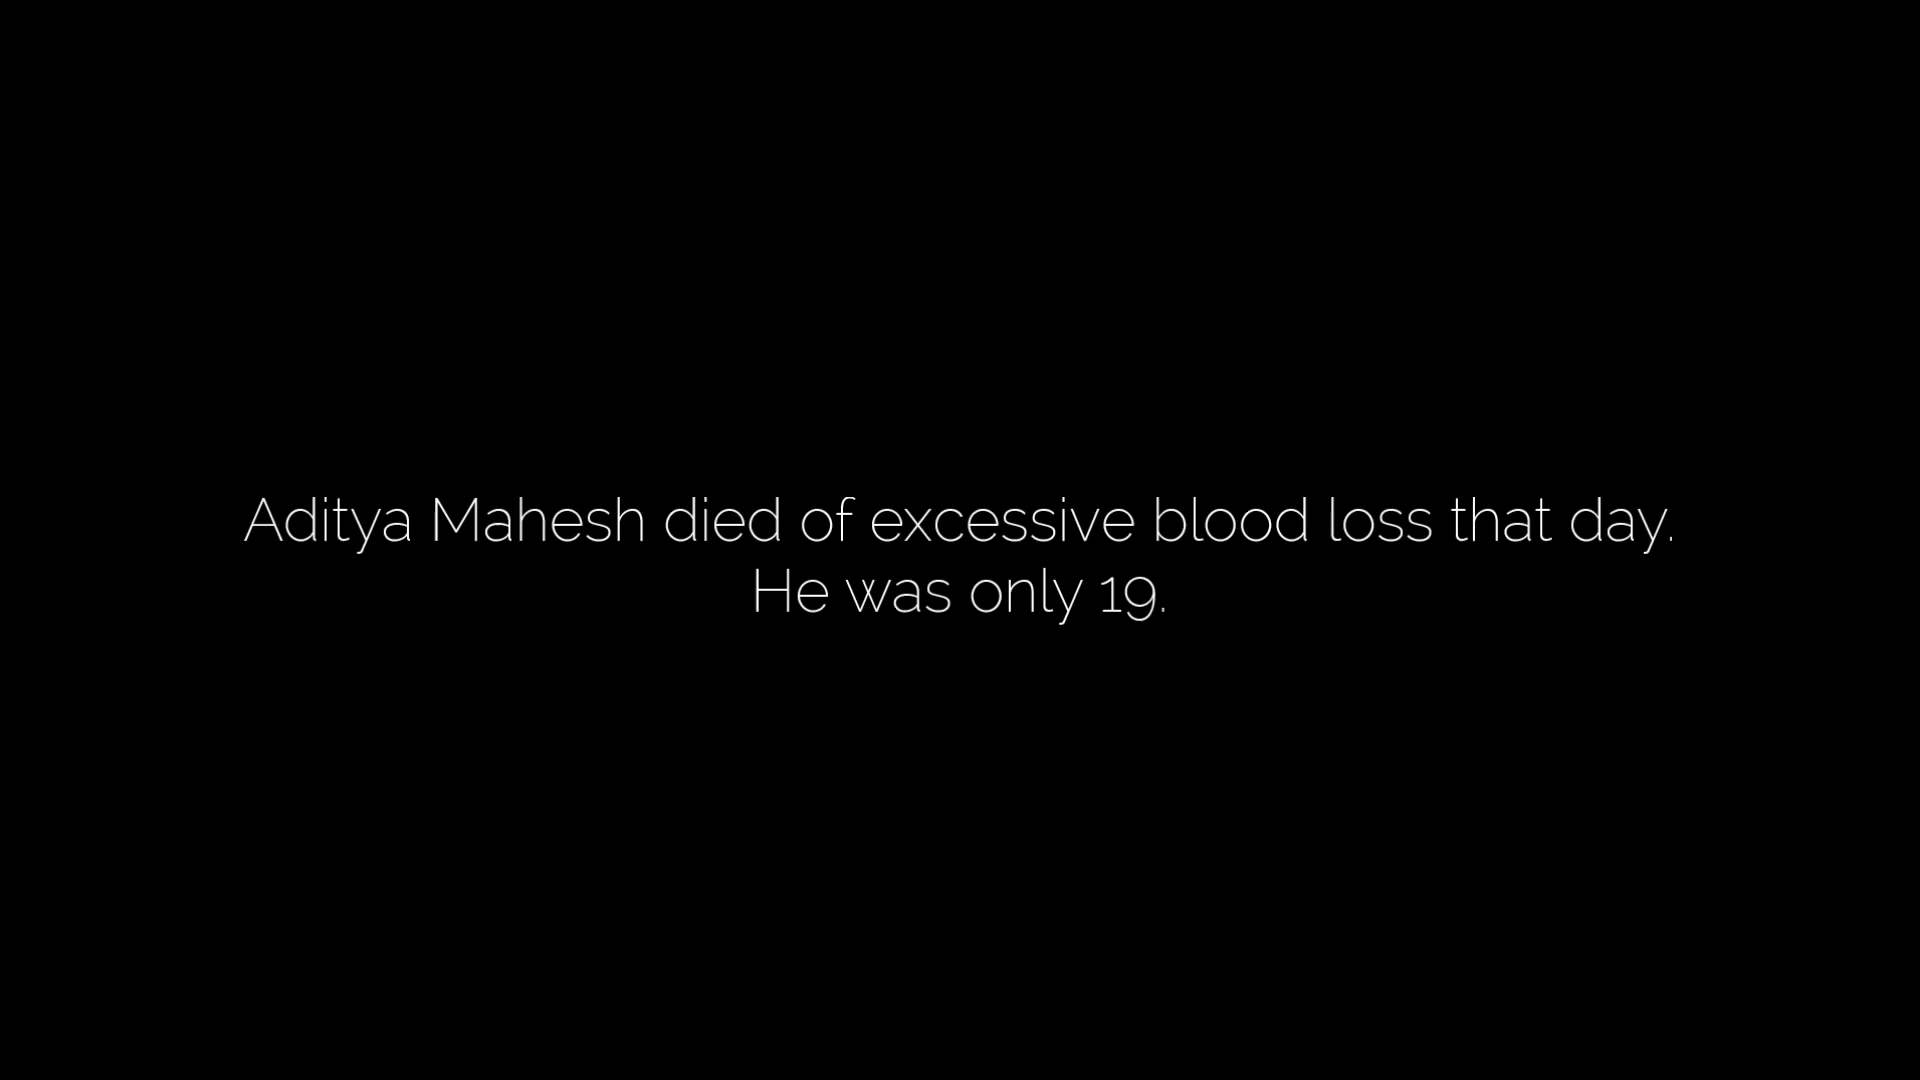 Aditya Mahesh died of excessive blood loss that day.
He was only 19.